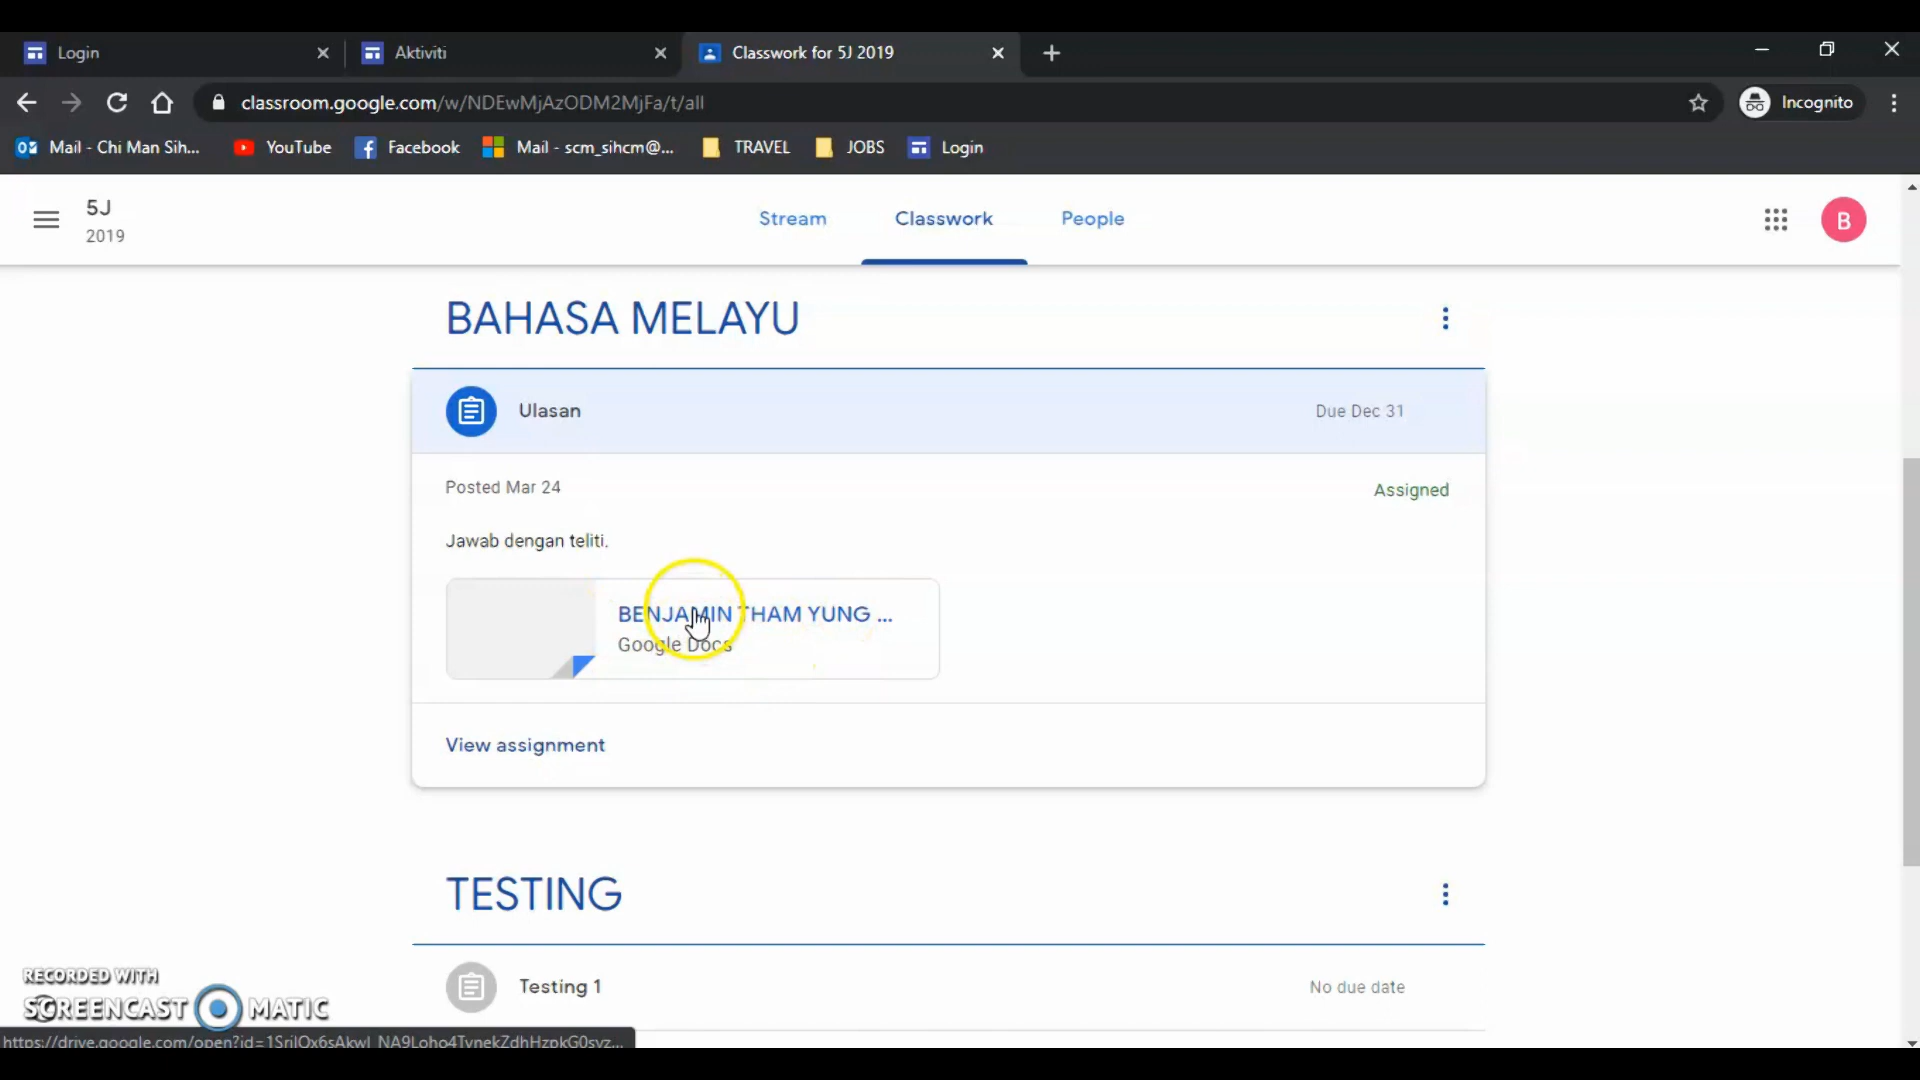 Login
Aktiviti
Classwork for 5J 2019
classroom.google.com/w/NDEwMjAzODM2MjFa/t/all
Incognito
Mail - Chi Man Sih...
YouTube
Facebook
Mail - scm_sihcm@...
TRAVEL
JOBS
Login
5J
2019
Stream
Classwork
People
B
BAHASA MELAYU
Ulasan
Due Dec 31
Posted Mar 24
Assigned
Jawab dengan teliti.
BENJAMIN THAM YUNG ...
Google Docs
View assignment
TESTING
Testing 1
No due date
RECORDED WITH
SCREENCAST MATIC